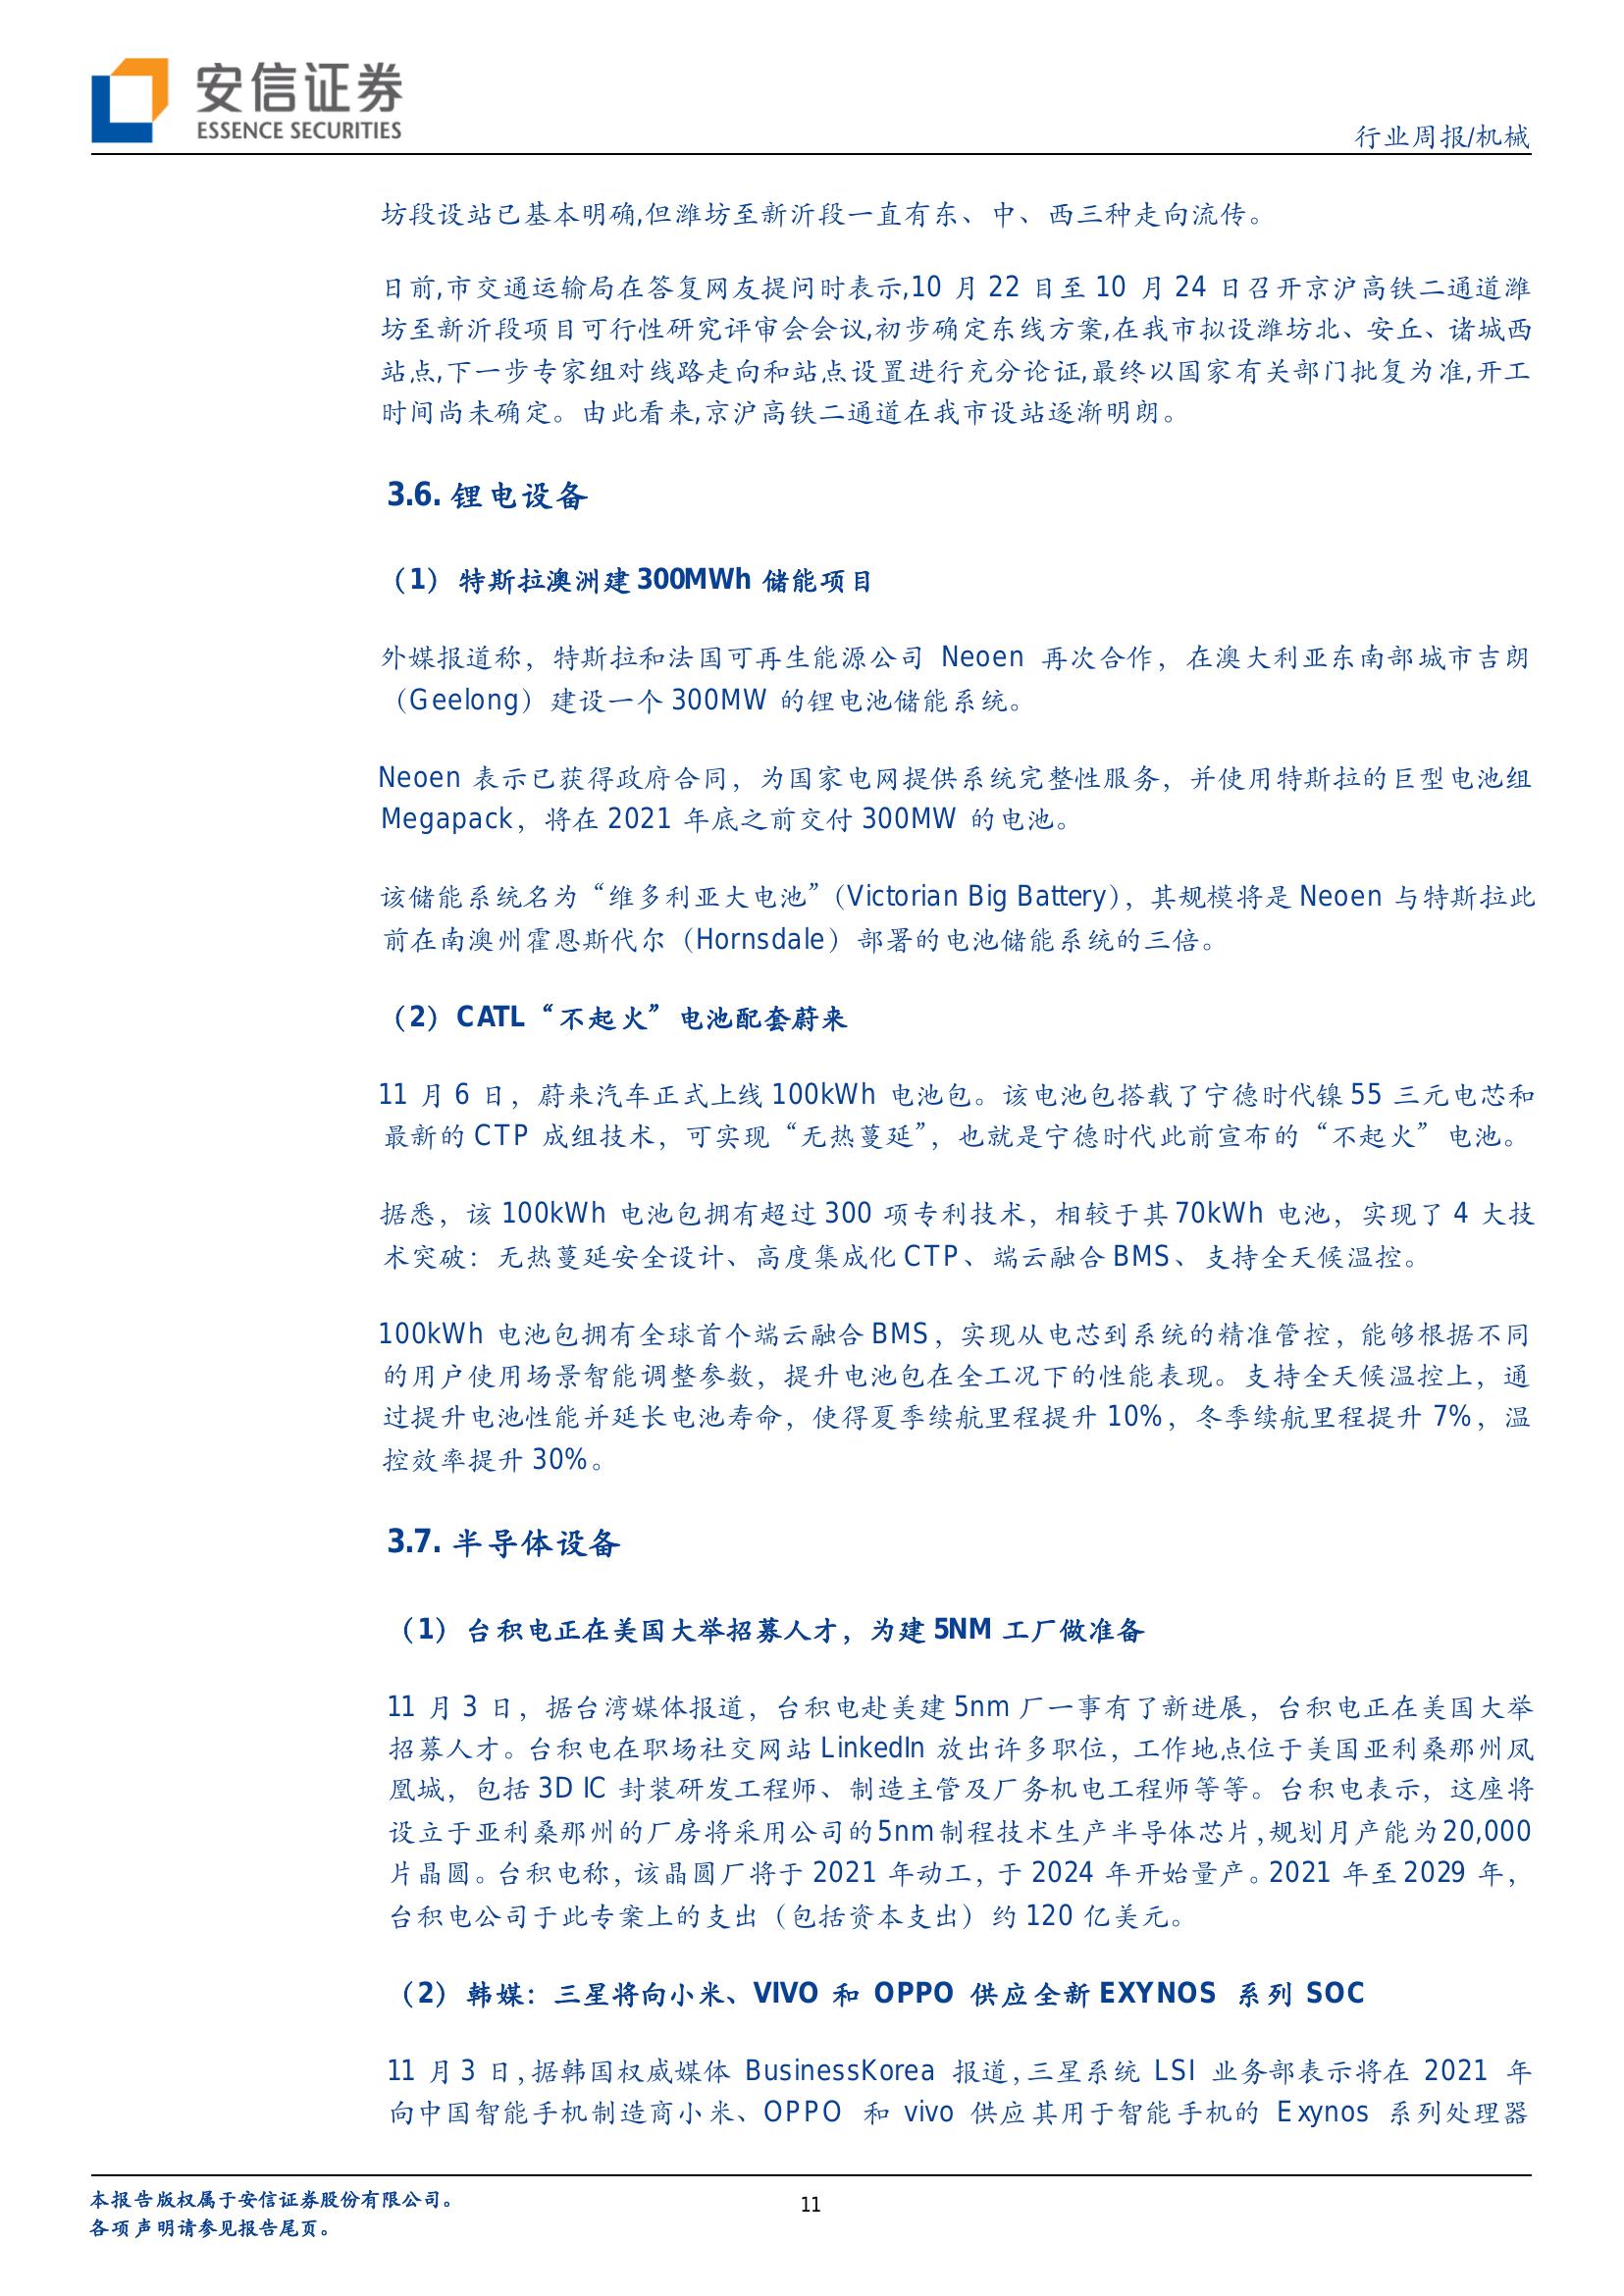 安信证券
ESSENCE SECURITIES
行业周报/机械
坊段设站已基本明确,但潍坊至新沂段一直有东、中、西三种走向流传。
日前,市交通运输局在答复网友提问时表示,10 月 22 目至 10 月 24 日召开京沪高铁二通道潍
坊至新沂段项目可行性研究评审会会议,初步确定东线方案,在我市拟设潍坊北、安丘、诸城西
站点,下一步专家组对线路走向和站点设置进行充分论证,最终以国家有关部门批复为准,开工
时间尚未确定。由此看来,京沪高铁二通道在我市设站逐渐明朗。
3.6. 锂电设备
（1）特斯拉澳洲建 300MWh 储能项目
外媒报道称，特斯拉和法国可再生能源公司 Neoen 再次合作，在澳大利亚东南部城市吉朗
（Geelong）建设一个 300MW 的锂电池储能系统。
Neoen 表示已获得政府合同，为国家电网提供系统完整性服务，并使用特斯拉的巨型电池组
Megapack，将在 2021 年底之前交付 300MW 的电池。
该储能系统名为“维多利亚大电池”（Victorian Big Battery），其规模将是 Neoen 与特斯拉此
前在南澳州霍恩斯代尔（Hornsdale）部署的电池储能系统的三倍。
（2）CATL“不起火”电池配套蔚来
11 月 6 日，蔚来汽车正式上线 100kWh 电池包。该电池包搭载了宁德时代镍 55 三元电芯和
最新的 CTP 成组技术，可实现“无热蔓延”，也就是宁德时代此前宣布的“不起火”电池。
据悉，该 100kWh 电池包拥有超过 300 项专利技术，相较于其 70kWh 电池，实现了 4 大技
术突破：无热蔓延安全设计、高度集成化 CTP、端云融合 BMS、支持全天候温控。
100kWh 电池包拥有全球首个端云融合 BMS，实现从电芯到系统的精准管控，能够根据不同
的用户使用场景智能调整参数，提升电池包在全工况下的性能表现。支持全天候温控上，通
过提升电池性能并延长电池寿命，使得夏季续航里程提升 10%，冬季续航里程提升 7%，温
控效率提升 30%。
3.7. 半导体设备
（1）台积电正在美国大举招募人才，为建 5NM 工厂做准备
11 月 3 日，据台湾媒体报道，台积电赴美建 5nm 厂一事有了新进展，台积电正在美国大举
招募人才。台积电在职场社交网站 LinkedIn 放出许多职位，工作地点位于美国亚利桑那州凤
凰城，包括 3D IC 封装研发工程师、制造主管及厂务机电工程师等等。台积电表示，这座将
设立于亚利桑那州的厂房将采用公司的5nm制程技术生产半导体芯片,规划月产能为20,000
片晶圆。台积电称，该晶圆厂将于 2021 年动工，于 2024 年开始量产。2021 年至 2029 年，
台积电公司于此专案上的支出（包括资本支出）约 120 亿美元。
（2）韩媒：三星将向小米、VIVO 和 OPPO 供应全新 EXYNOS 系列 SOC
11 月 3 日,据韩国权威媒体 BusinessKorea 报道,三星系统 LSI 业务部表示将在 2021 年
向中国智能手机制造商小米、OPPO 和 vivo 供应其用于智能手机的 Exynos 系列处理器
本报告版权属于安信证券股份有限公司。
11
各项声明请参见报告尾页。